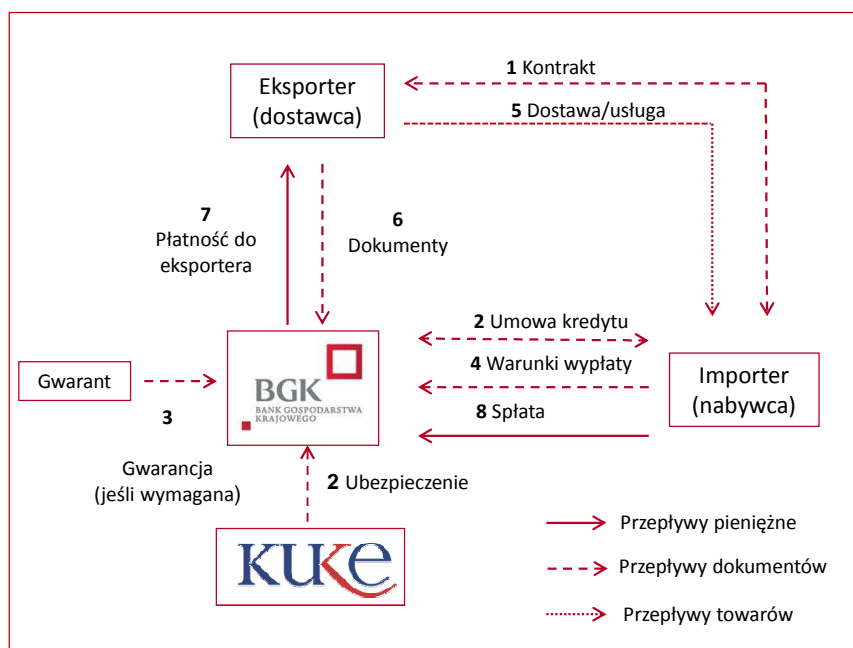 1 Kontrakt
Eksporter
(dostawca)
5 Dostawa/usługa
7
Płatność do
eksportera
6
Dokumenty
2 Umowa kredytu
4 Warunki wypłaty
8 Spłata
Importer
(nabywca)
Gwarant
3
Gwarancja
(jeśli wymagana)
BGK
BANK GOSPODARSTWA
KRAJOWEGO
2 Ubezpieczenie
KUKE
Przepływy pieniężne
Przepływy dokumentów
Przepływy towarów